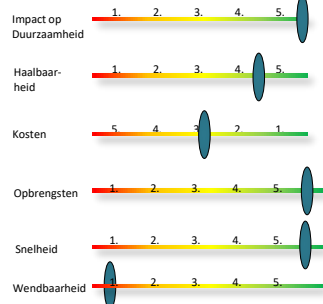 Impact op
Duurzaamheid
1. 2. 3. 4. 5.
Haalbaar-
heid
1. 2. 3. 4. 5.
Kosten
5. 4. 3. 2. 1.
Opbrengsten
1. 2. 3. 4. 5.
Snelheid
1. 2. 3. 4. 5.
Wendbaarheid
1. 2. 3. 4. 5.